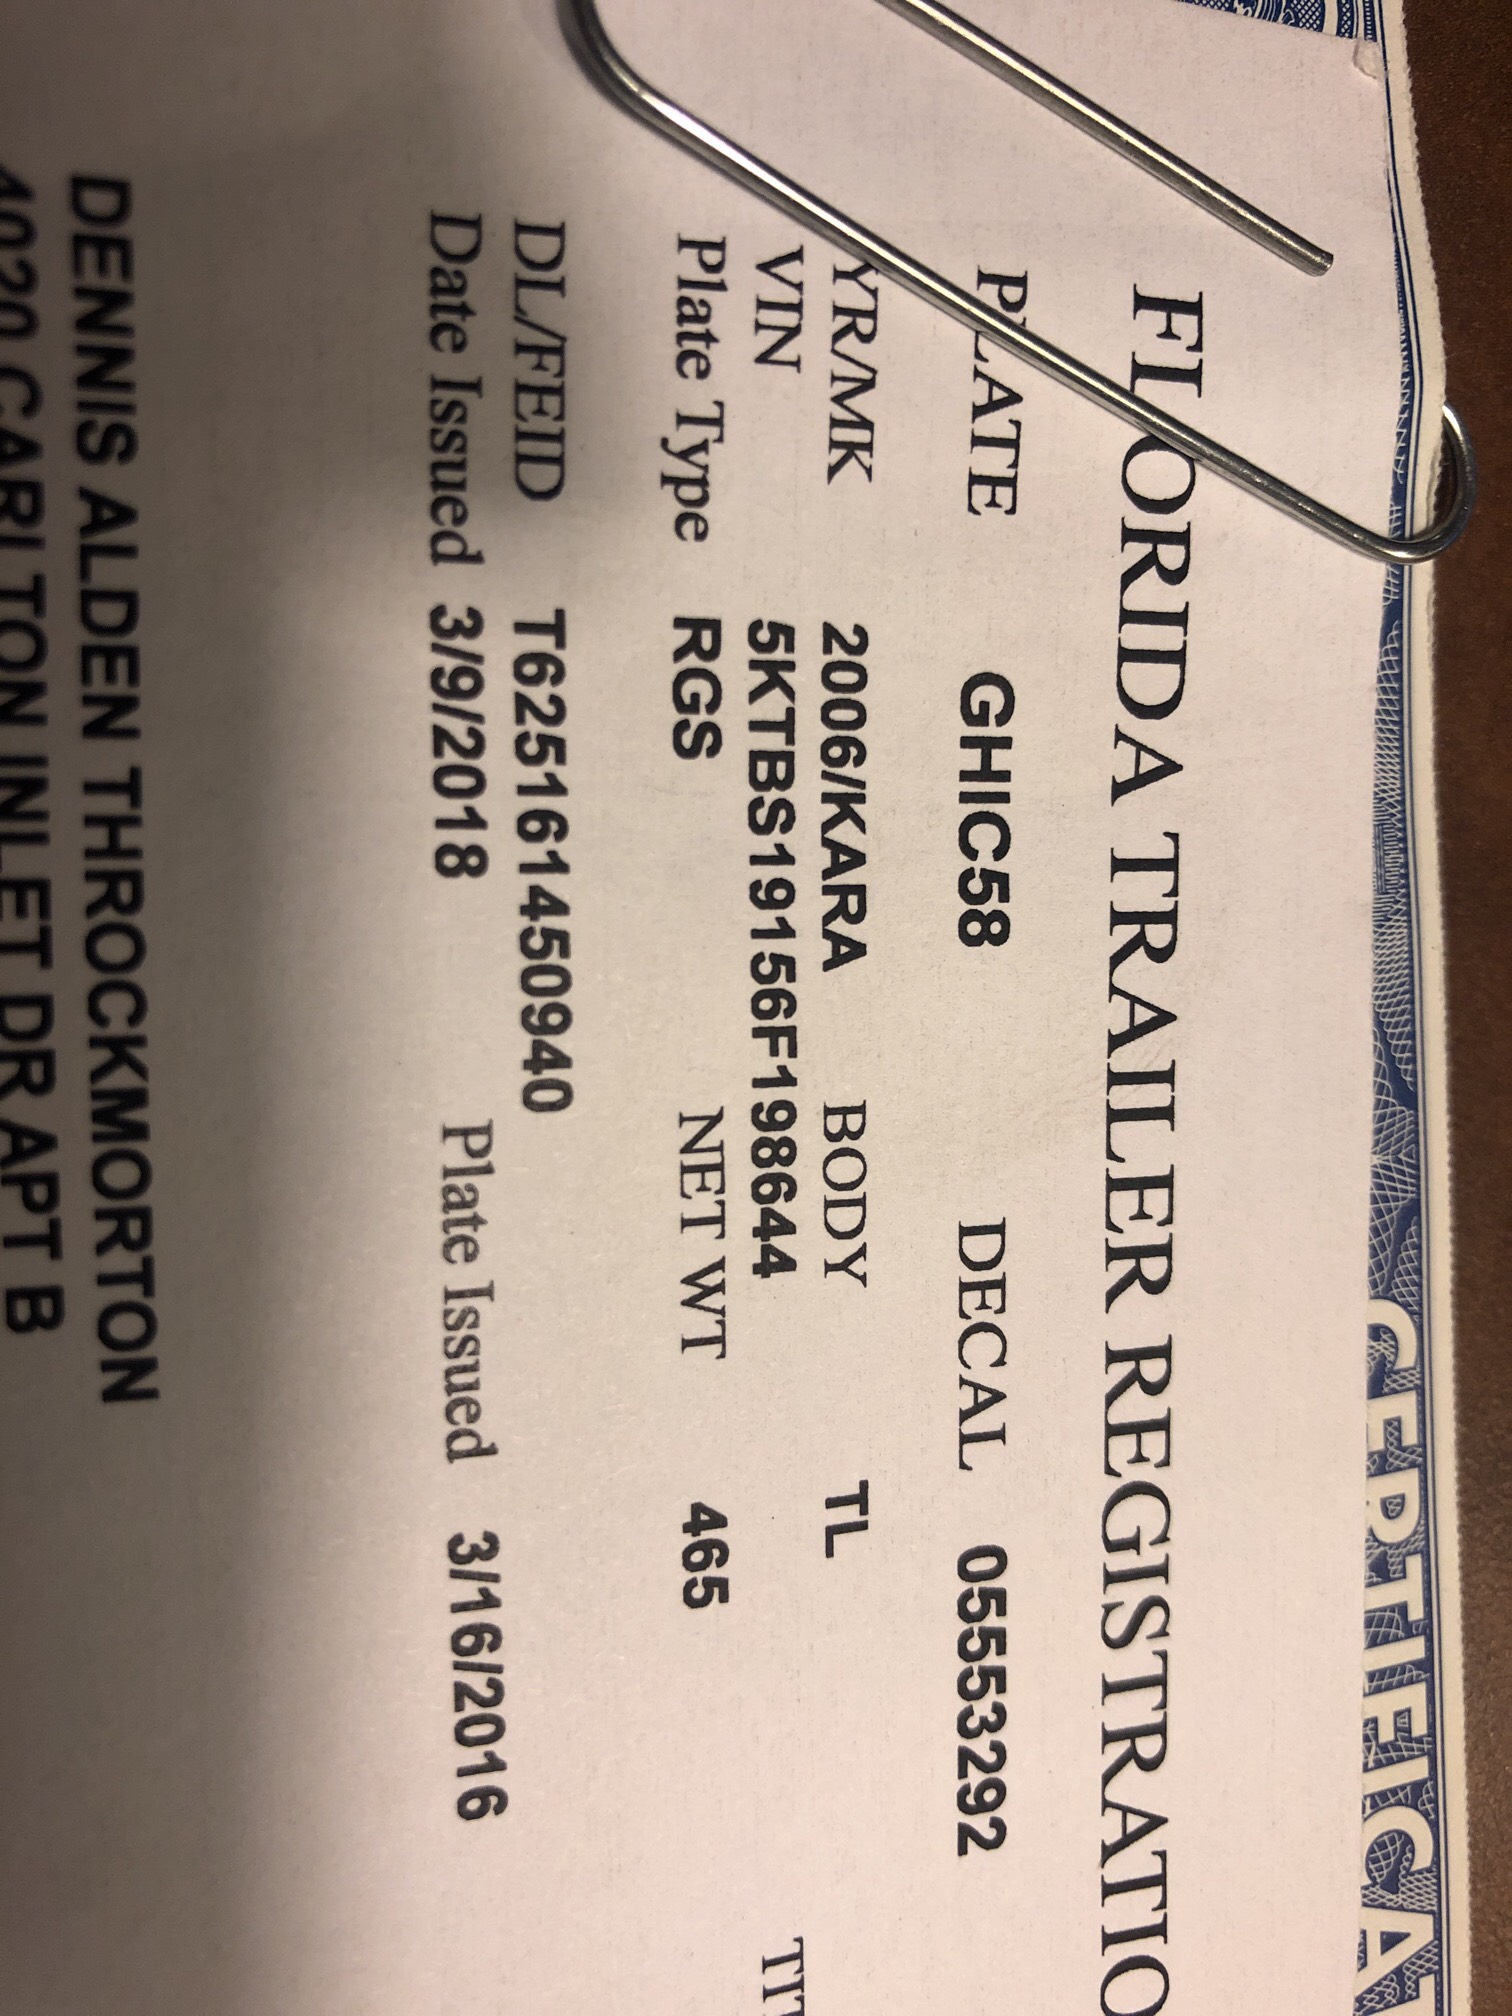 CERTIFICAT
FLORIDA TRAILER REGISTRATIO
PLATE GHIC58 DECAL 05553292
YR/MK 2006/KARA BODY TL
VIN 5KTBS19156F198644 TIT
Plate Type RGS NET WT 465
DL/FEID T625161450940
Date Issued 3/9/2018 Plate Issued 3/16/2016
DENNIS ALDEN THROCKMORTON
4020 CARLTON INLET DR APT B